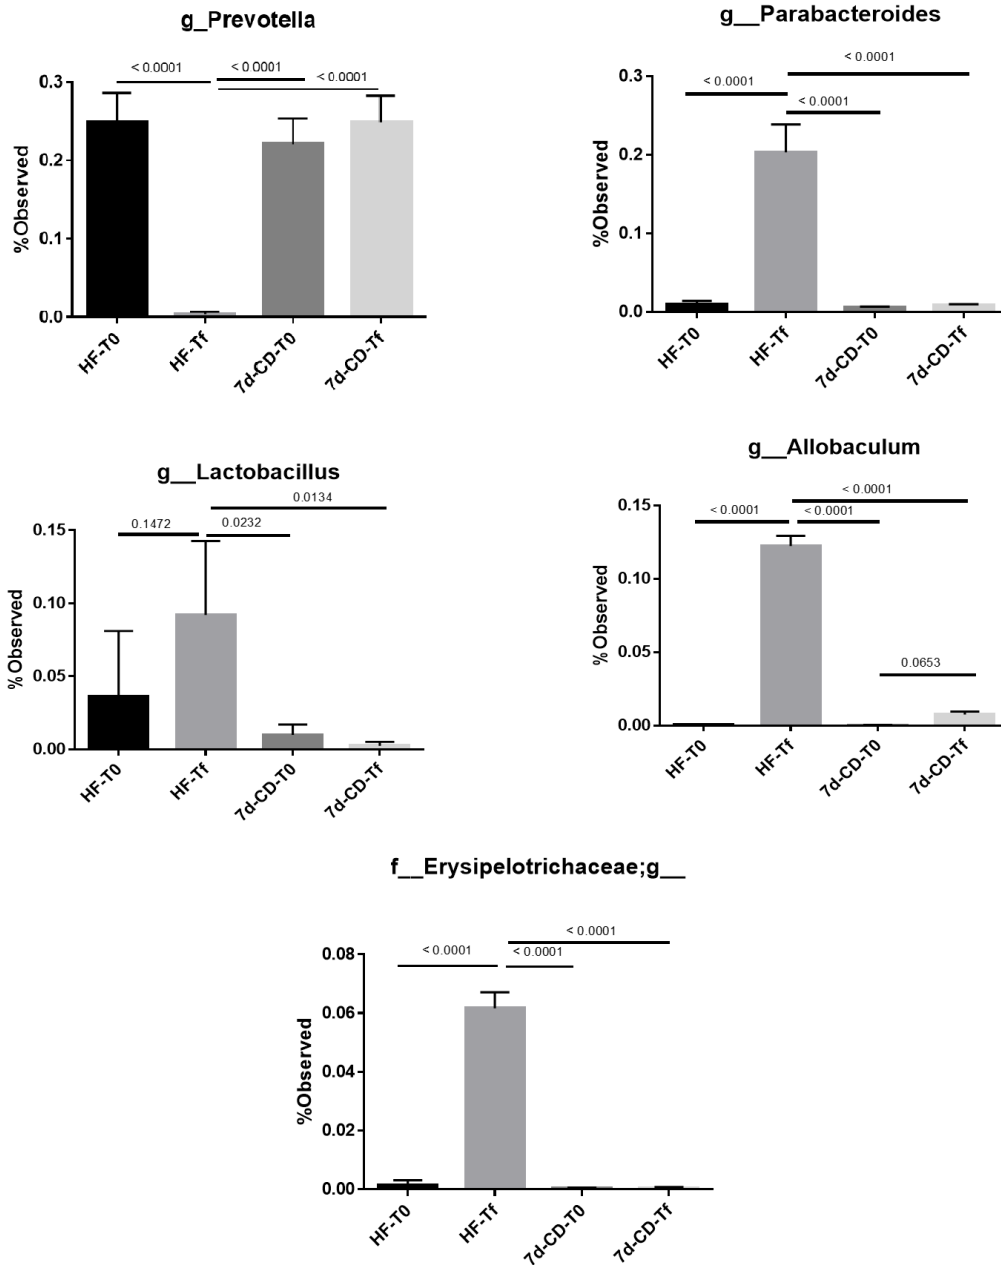 g_Prevotella
< 0.0001
< 0.0001
< 0.0001
0.3
0.2
0.1
0.0
%Observed
HF-T0
HF-Tf
7d-CD-T0
7d-CD-Tf
g__Parabacteroides
< 0.0001
< 0.0001
< 0.0001
0.3
0.2
0.1
0.0
%Observed
HF-T0
HF-Tf
7d-CD-T0
7d-CD-Tf
g__Lactobacillus
0.0134
0.1472
0.0232
0.15
0.10
0.05
0.00
% Observed
HF-T0
HF-Tf
7d-CD-T0
7d-CD-Tf
g__Allobaculum
< 0.0001
< 0.0001
< 0.0001
0.0653
0.15
0.10
0.05
0.00
% Observed
HF-T0
HF-Tf
7d-CD-T0
7d-CD-Tf
f__Erysipelotrichaceae;g__
< 0.0001
< 0.0001
< 0.0001
0.08
0.06
0.04
0.02
0.00
%Observed
HF-T0
HF-Tf
7d-CD-T0
7d-CD-Tf